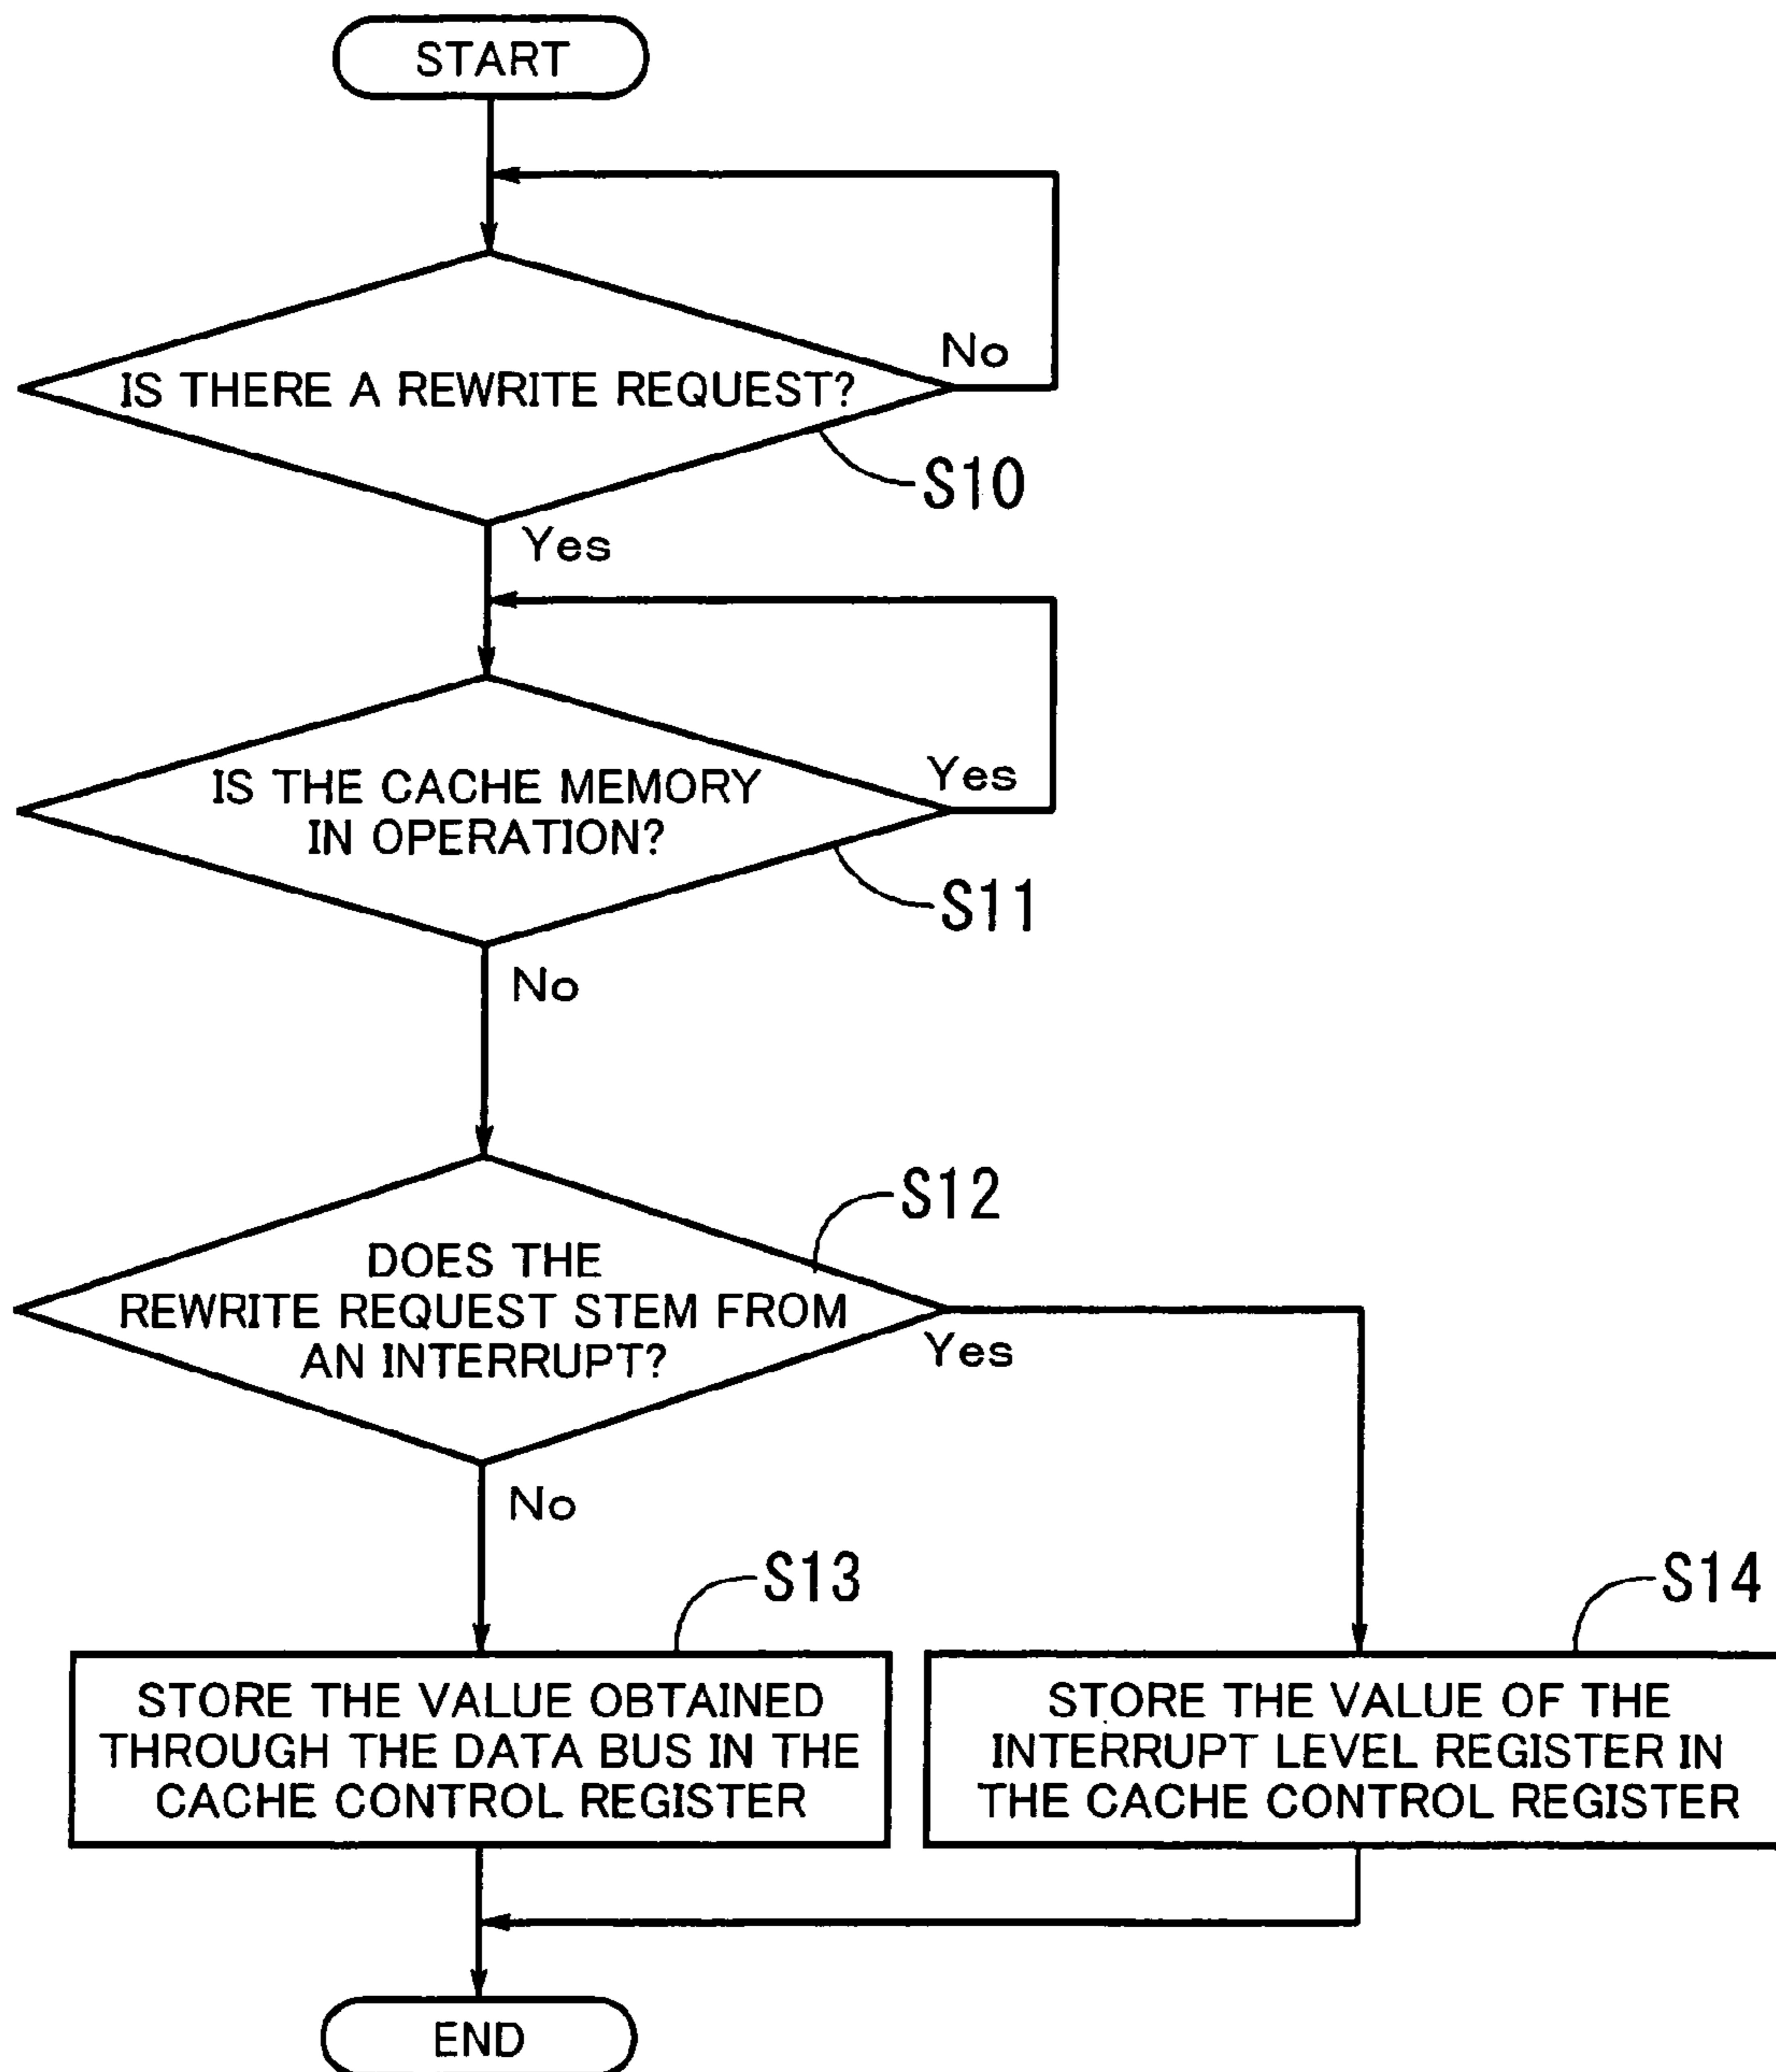 START
No
IS THERE A REWRITE REQUEST?
S10
Yes
IS THE CACHE MEMORY
IN OPERATION?
Yes
S11
No
S12
DOES THE
REWRITE REQUEST STEM FROM
AN INTERRUPT?
Yes
No
S13
S14
STORE THE VALUE OBTAINED
THROUGH THE DATA BUS IN THE
CACHE CONTROL REGISTER
STORE THE VALUE OF THE
INTERRUPT LEVEL REGISTER IN
THE CACHE CONTROL REGISTER
END